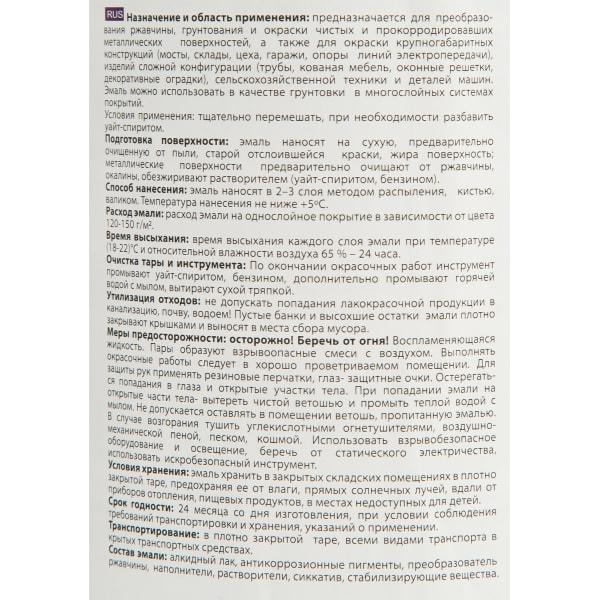 RUS Назначение и область применения: предназначается для преобразо-
вания ржавчины, грунтования и окраски чистых и прокорродировавших
металлических поверхностей, а также для окраски крупногабаритных
конструкций (мосты, склады, цеха, гаражи, опоры линий электропередачи),
изделий сложной конфигурации (трубы, кованая мебель, оконные решетки,
декоративные оградки), сельскохозяйственной техники и деталей машин.
Эмаль можно использовать в качестве грунтовки в многослойных системах
покрытий.
Условия применения: тщательно перемешать, при необходимости разбавить
уайт-спиритом.
Подготовка поверхности: эмаль наносят на сухую, предварительно
очищенную от пыли, старой отслоившейся краски, жира поверхность;
металлические поверхности предварительно очищают от ржавчины,
окалины, обезжиривают растворителем (уайт-спиритом, бензином).
Способ нанесения: эмаль наносят в 2–3 слоя методом распыления, кистью,
валиком. Температура нанесения не ниже +5ºС.
Расход эмали: расход эмали на однослойное покрытие в зависимости от цвета
120-150 г/м².
Время высыхания: время высыхания каждого слоя эмали при температуре
(18-22)°С и относительной влажности воздуха 65 % – 24 часа.
Очистка тары и инструмента: По окончании окрасочных работ инструмент
промывают уайт-спиритом, бензином, дополнительно промывают горячей
водой с мылом, вытирают сухой тряпкой.
Утилизация отходов: не допускать попадания лакокрасочной продукции в
канализацию, почву, водоем! Пустые банки и высохшие остатки эмали плотно
закрывают крышками и выносят в места сбора мусора.
Меры предосторожности: осторожно! Беречь от огня! Воспламеняющаяся
жидкость. Пары образуют взрывоопасные смеси с воздухом. Выполнять
окрасочные работы следует в хорошо проветриваемом помещении. Для
защиты рук применять резиновые перчатки, глаз- защитные очки. Остерегать-
ся попадания в глаза и открытые участки тела. При попадании эмали на
открытые части тела- вытереть чистой ветошью и промыть теплой водой с
мылом. Не допускается оставлять в помещении ветошь, пропитанную эмалью.
В случае возгорания тушить углекислотными огнетушителями, воздушно-
механической пеной, песком, кошмой. Использовать взрывобезопасное
оборудование и освещение, беречь от статического электричества,
использовать искробезопасный инструмент.
Условия хранения: эмаль хранить в закрытых складских помещениях в плотно
закрытой таре, предохраняя ее от влаги, прямых солнечных лучей, вдали от
приборов отопления, пищевых продуктов, в местах недоступных для детей.
Срок годности: 24 месяца со дня изготовления, при условии соблюдения
требований транспортировки и хранения, указаний о применении.
Транспортирование: в плотно закрытой таре, всеми видами транспорта в
крытых транспортных средствах.
Состав эмали: алкидный лак, антикоррозионные пигменты, преобразователь
ржавчины, наполнители, растворители, сиккатив, стабилизирующие вещества.